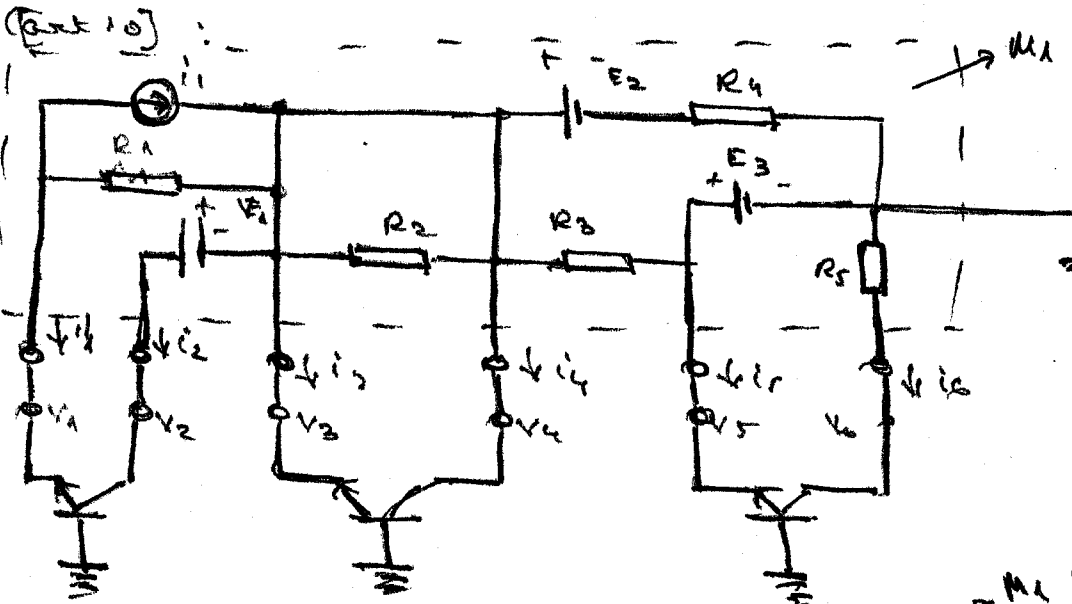 i1
M1
+ - E2 R4
R1
+ E3 -
+ - E1
R2 R3
R5
i1 i2 i3 i4 i5 i6
V1 V2 V3 V4 V5 V6
M1